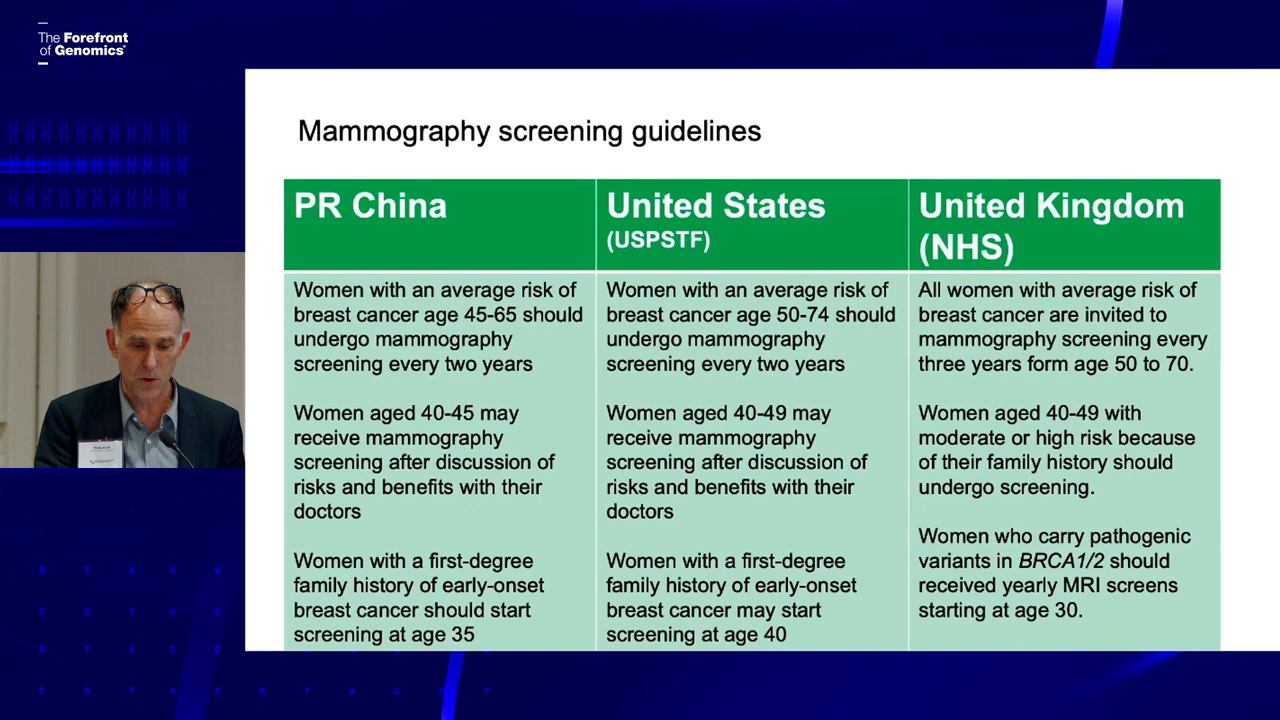 The Forefront
of Genomics
Mammography screening guidelines
PR China
Women with an average risk of
breast cancer age 45-65 should
undergo mammography
screening every two years
Women aged 40-45 may
receive mammography
screening after discussion of
risks and benefits with their
doctors
Women with a first-degree
family history of early-onset
breast cancer should start
screening at age 35
United States
(USPSTF)
Women with an average risk of
breast cancer age 50-74 should
undergo mammography
screening every two years
Women aged 40-49 may
receive mammography
screening after discussion of
risks and benefits with their
doctors
Women with a first-degree
family history of early-onset
breast cancer may start
screening at age 40
United Kingdom
(NHS)
All women with average risk of
breast cancer are invited to
mammography screening every
three years form age 50 to 70.
Women aged 40-49 with
moderate or high risk because
of their family history should
undergo screening.
Women who carry pathogenic
variants in BRCA1/2 should
received yearly MRI screens
starting at age 30.